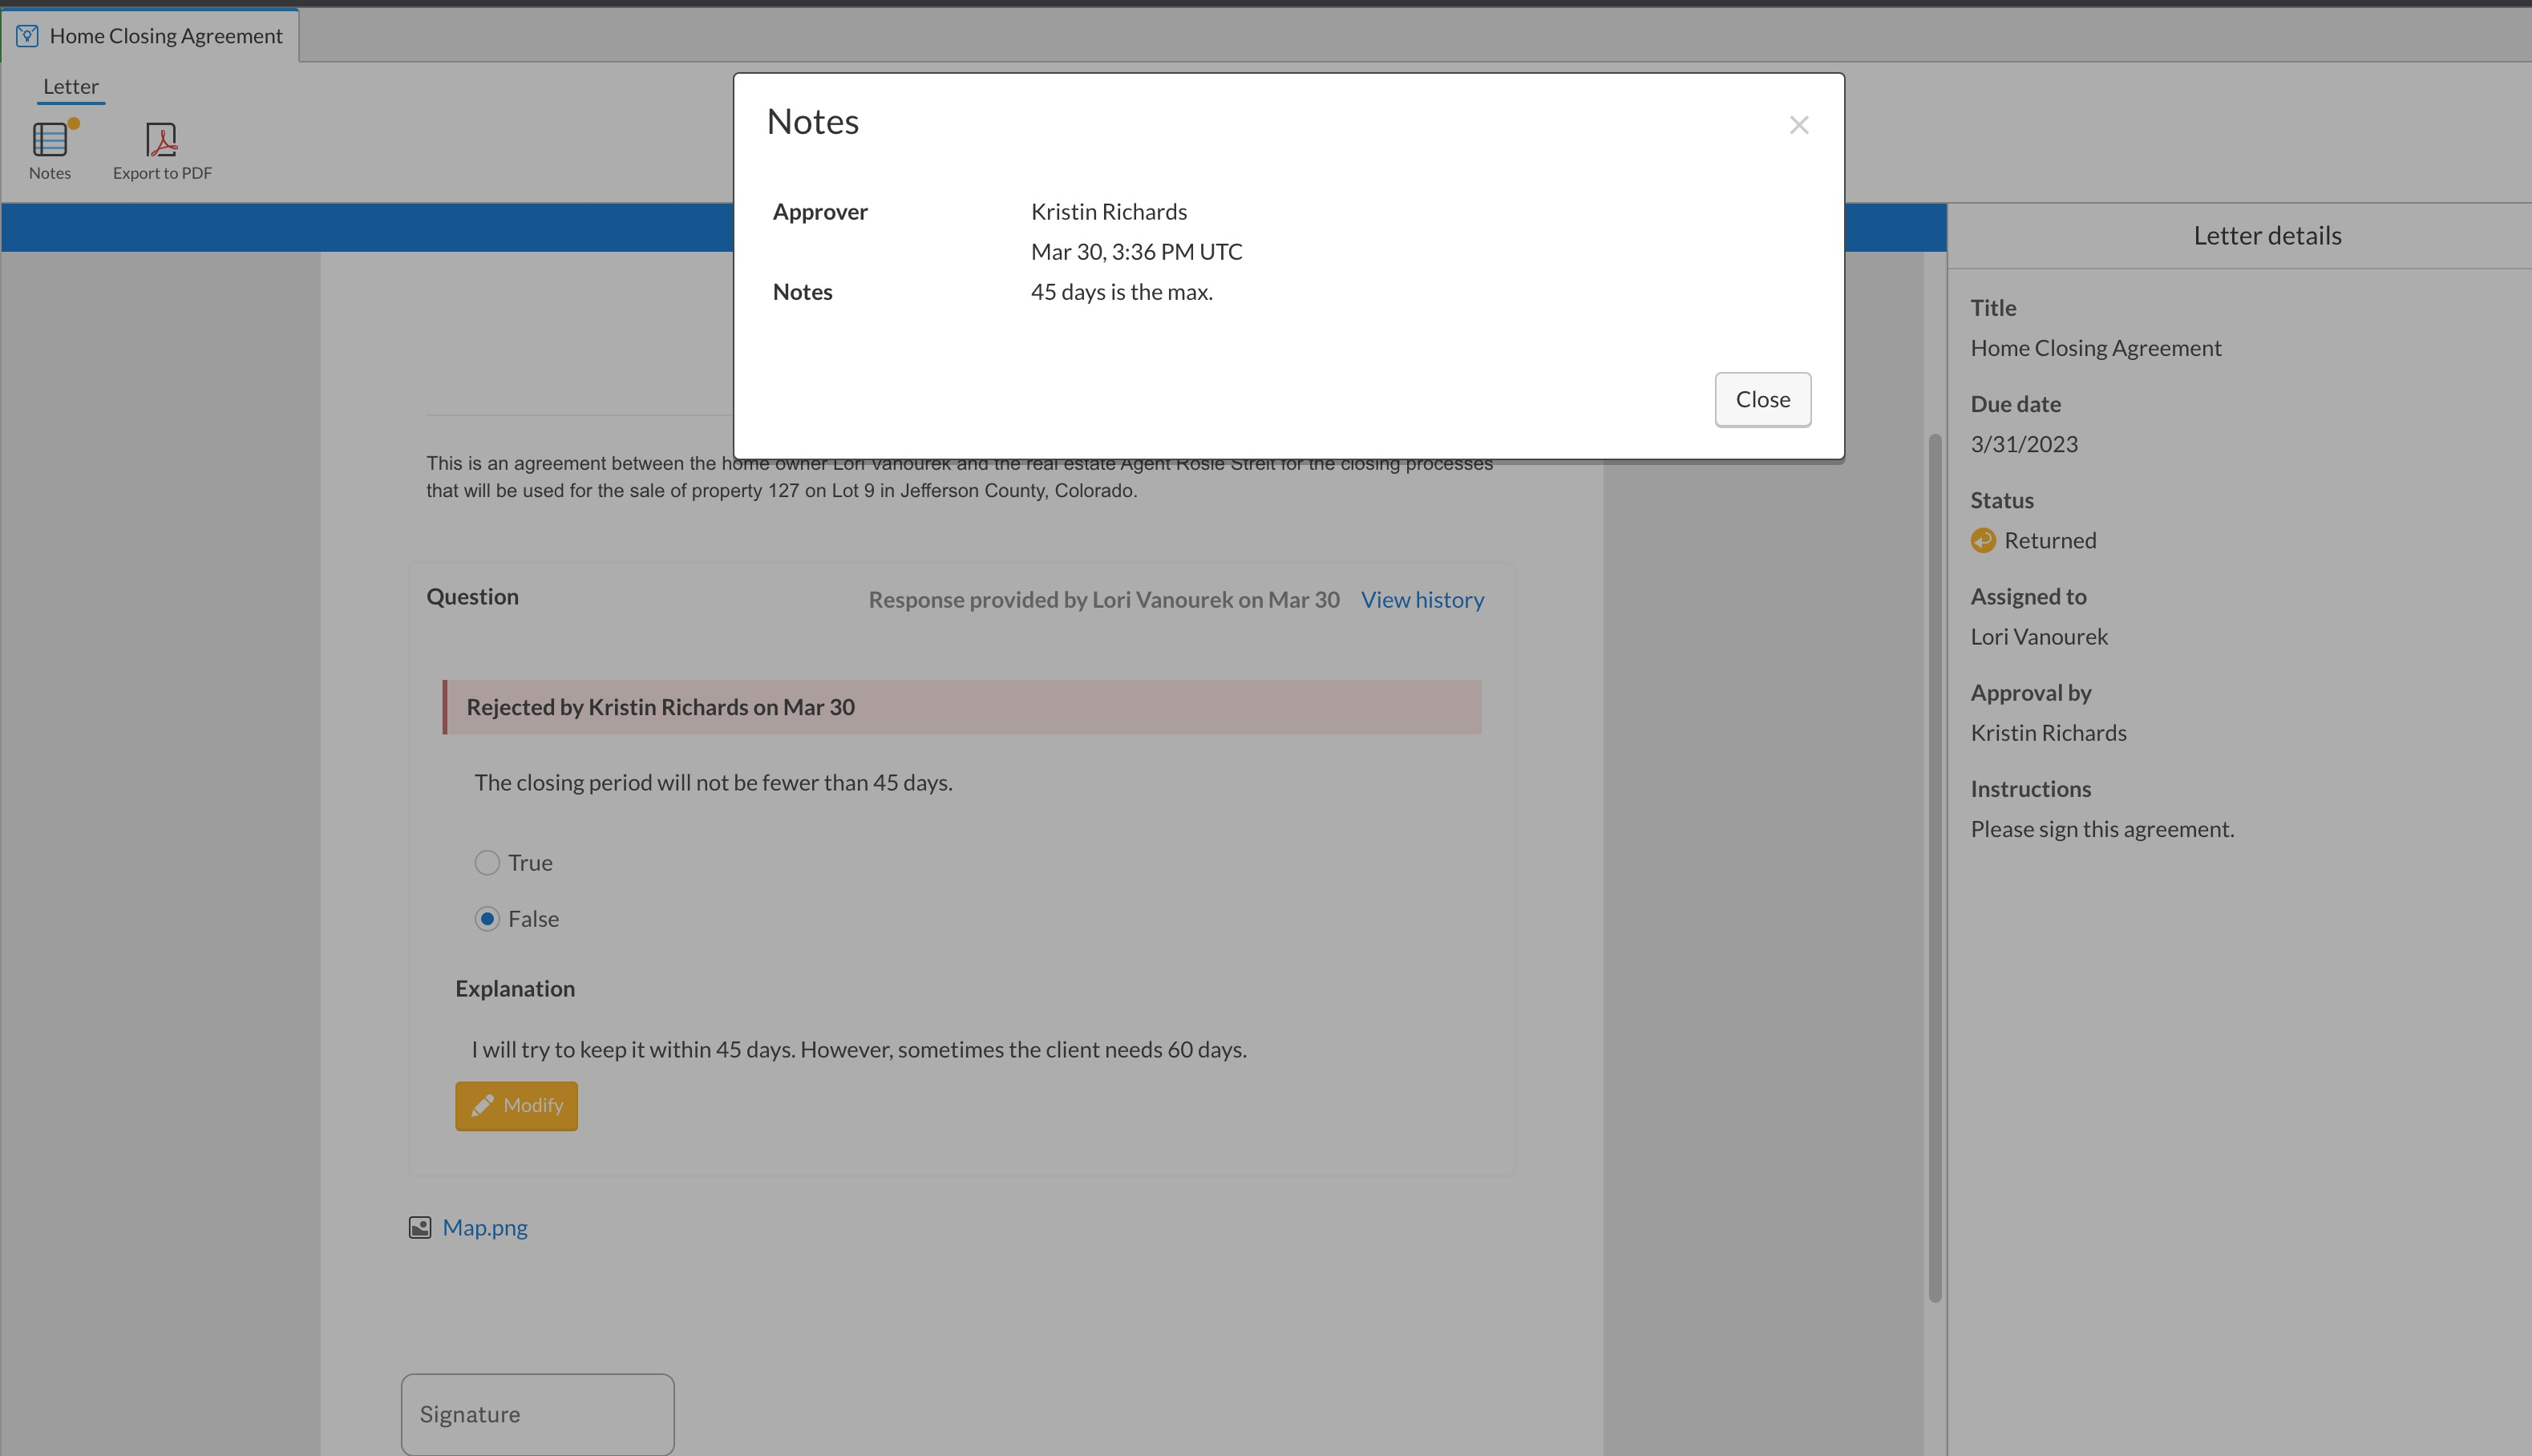 Home Closing Agreement
Letter
Notes
Export to PDF
Notes
Approver
Kristin Richards
Mar 30, 3:36 PM UTC
Notes
45 days is the max.
Close
This is an agreement between the home owner Lori Vanourek and the real estate Agent Rosie Streit for the closing processes
that will be used for the sale of property 127 on Lot 9 in Jefferson County, Colorado.
Question
Response provided by Lori Vanourek on Mar 30
View history
Rejected by Kristin Richards on Mar 30
The closing period will not be fewer than 45 days.
True
False
Explanation
I will try to keep it within 45 days. However, sometimes the client needs 60 days.
Modify
Map.png
Signature
Letter details
Title
Home Closing Agreement
Due date
3/31/2023
Status
Returned
Assigned to
Lori Vanourek
Approval by
Kristin Richards
Instructions
Please sign this agreement.